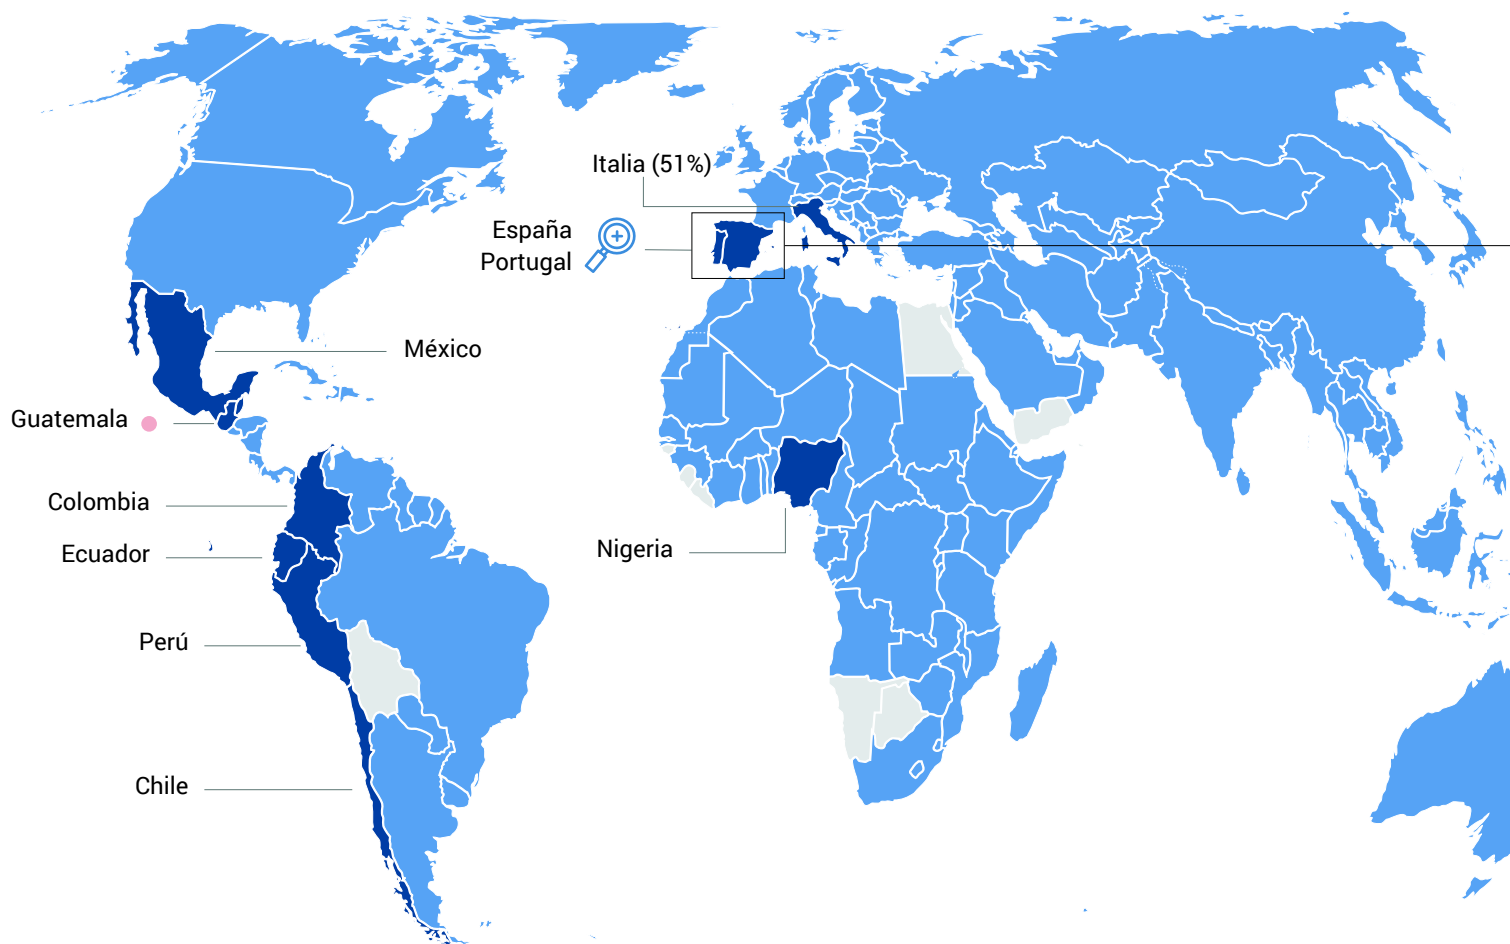 Italia (51%)
España
Portugal
México
Guatemala
Colombia
Ecuador
Nigeria
Perú
Chile